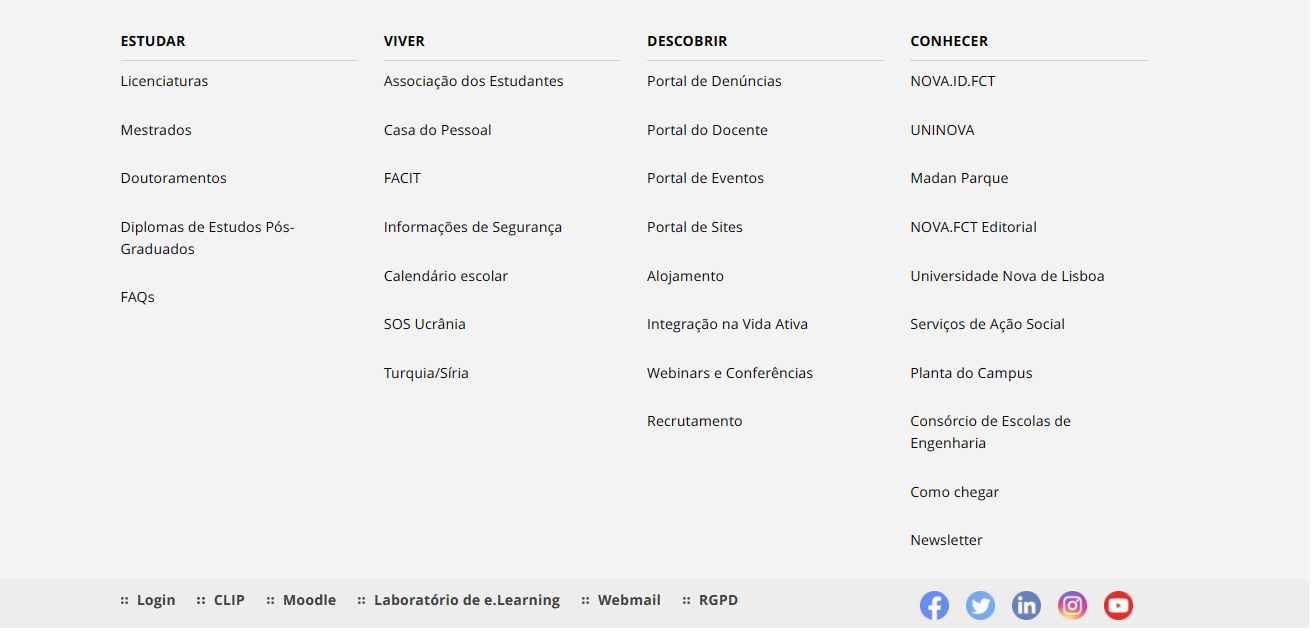 ESTUDAR
Licenciaturas
Mestrados
Doutoramentos
Diplomas de Estudos Pós-
Graduados
FAQs
VIVER
Associação dos Estudantes
Casa do Pessoal
FACIT
Informações de Segurança
Calendário escolar
SOS Ucrânia
Turquia/Síria
DESCOBRIR
Portal de Denúncias
Portal do Docente
Portal de Eventos
Portal de Sites
Alojamento
Integração na Vida Ativa
Webinars e Conferências
Recrutamento
CONHECER
NOVA.ID.FCT
UNINOVA
Madan Parque
NOVA.FCT Editorial
Universidade Nova de Lisboa
Serviços de Ação Social
Planta do Campus
Consórcio de Escolas de
Engenharia
Como chegar
Newsletter
:: Login :: CLIP :: Moodle :: Laboratório de e.Learning :: Webmail :: RGPD